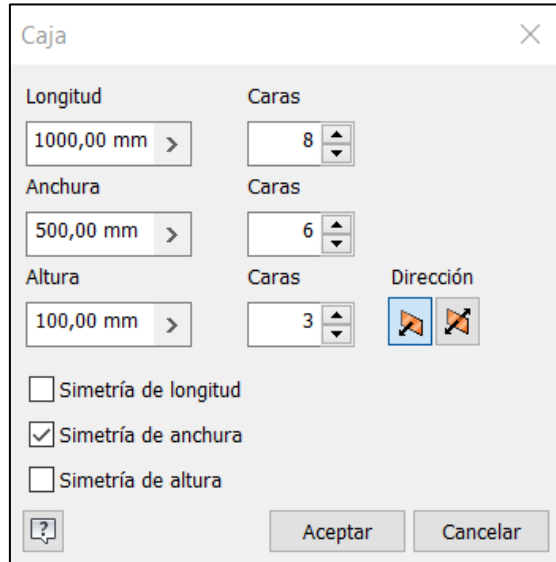 Caja
Longitud Caras
1000,00 mm 8
Anchura Caras
500,00 mm 6
Altura Caras Dirección
100,00 mm 3
Simetría de longitud
Simetría de anchura
Simetría de altura
? Aceptar Cancelar